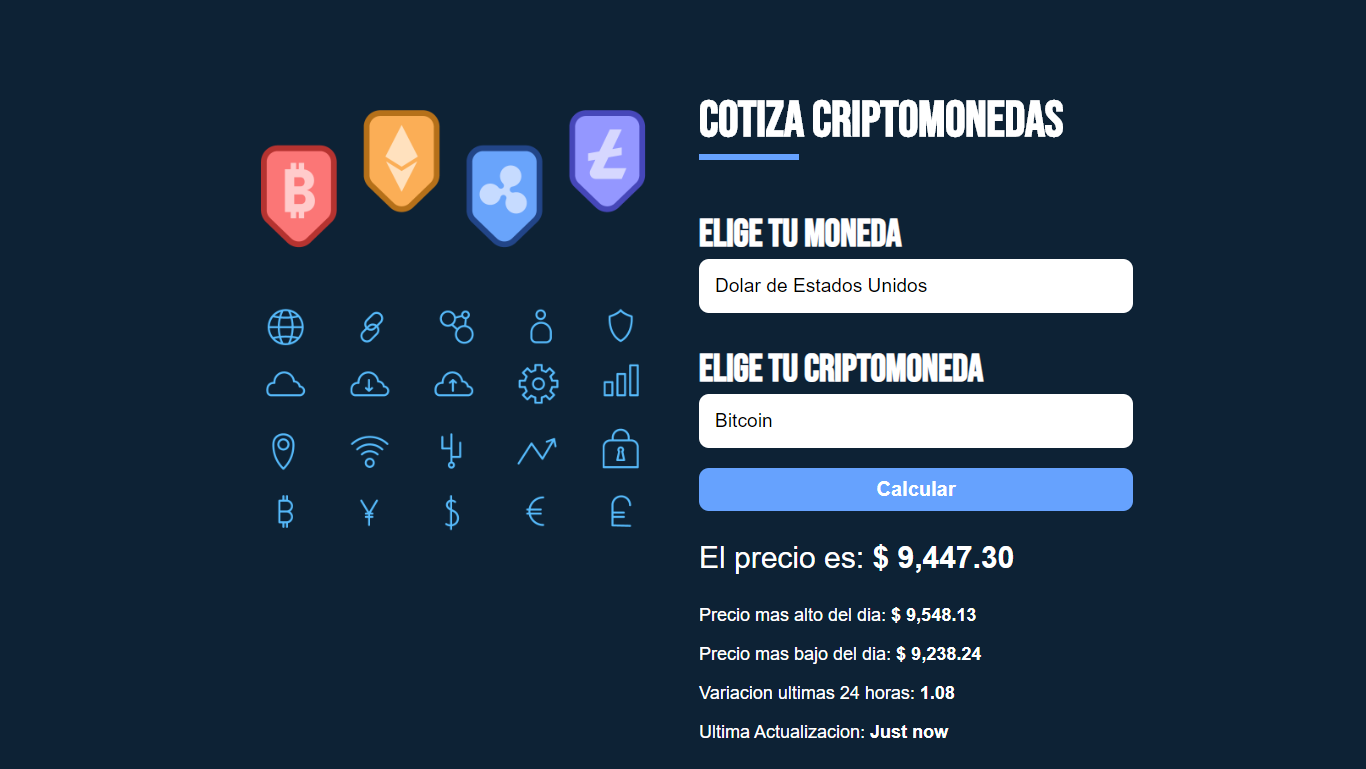 COTIZA CRIPTOMONEDAS
ELIGE TU MONEDA
Dolar de Estados Unidos
ELIGE TU CRIPTOMONEDA
Bitcoin
Calcular
El precio es: $ 9,447.30
Precio mas alto del dia: $ 9,548.13
Precio mas bajo del dia: $ 9,238.24
Variacion ultimas 24 horas: 1.08
Ultima Actualizacion: Just now